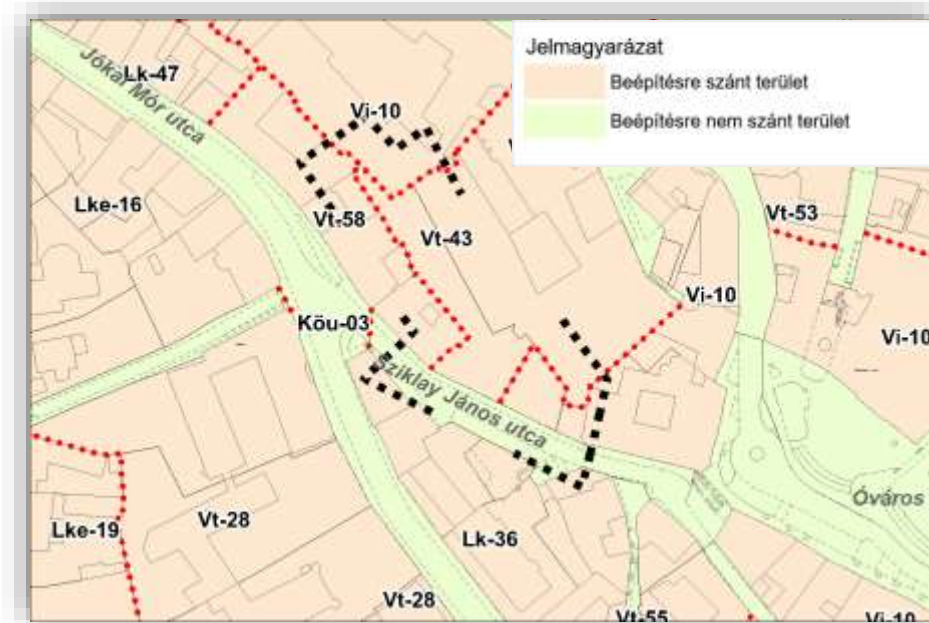 Jelmagyarázat
Beépítésre szánt terület
Beépítésre nem szánt terület
Jókai Mór utca
Lk-47
Vi-10
Lke-16
Vt-58
Vt-43
Vt-53
Vi-10
Köu-03
Vi-10
Sziklay János utca
Óváros
Vt-28
Lke-19
Lk-36
Vt-28
Vt-55
Vi-10